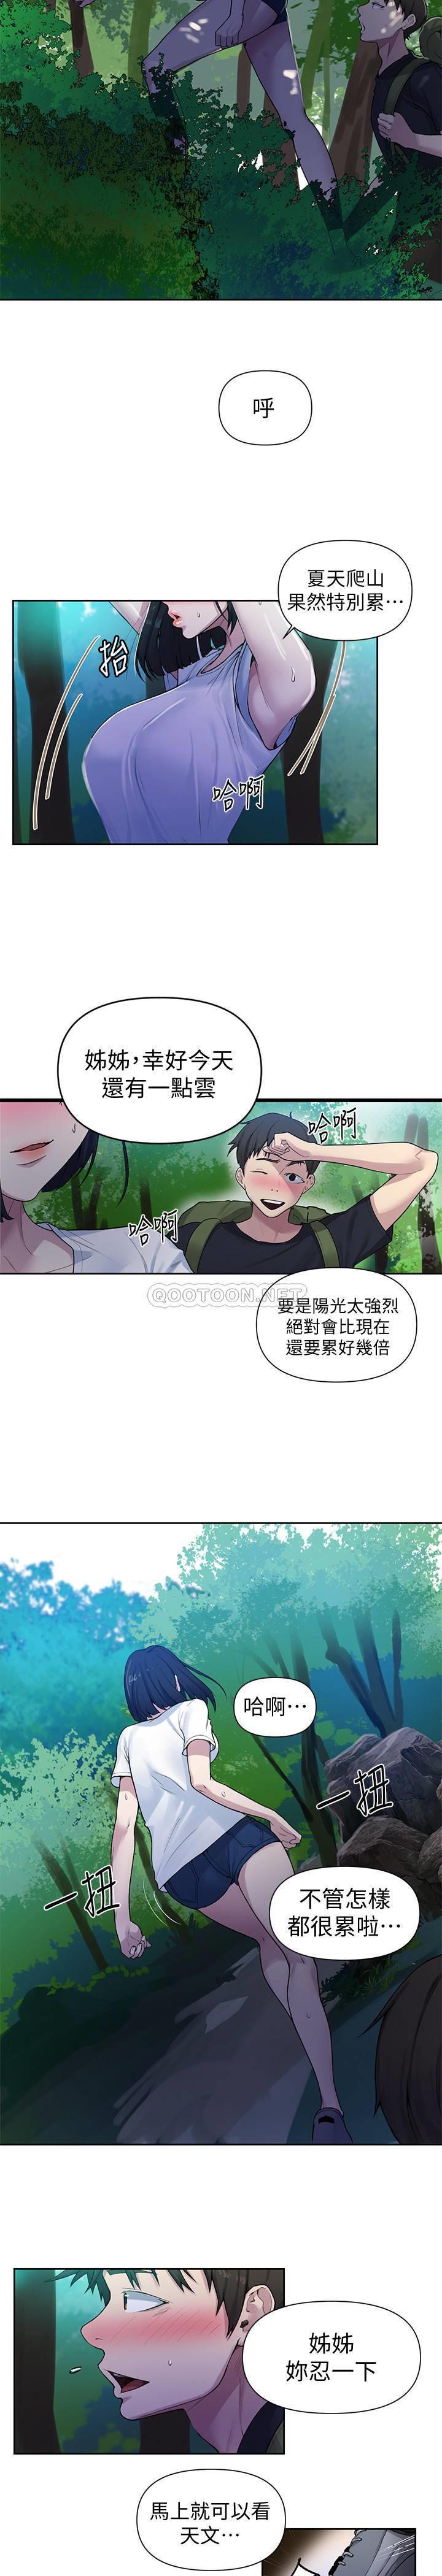 呼
夏天爬山
果然特別累…
抬
哈啊
姊姊,幸好今天
還有一點雲
哈啊
哈啊
QOOTOON.NET
要是陽光太強烈
絕對會比現在
還要累好幾倍
哈啊…
一扭
一扭
不管怎樣
都很累啦…
姊姊
妳忍一下
馬上就可以看
天文…